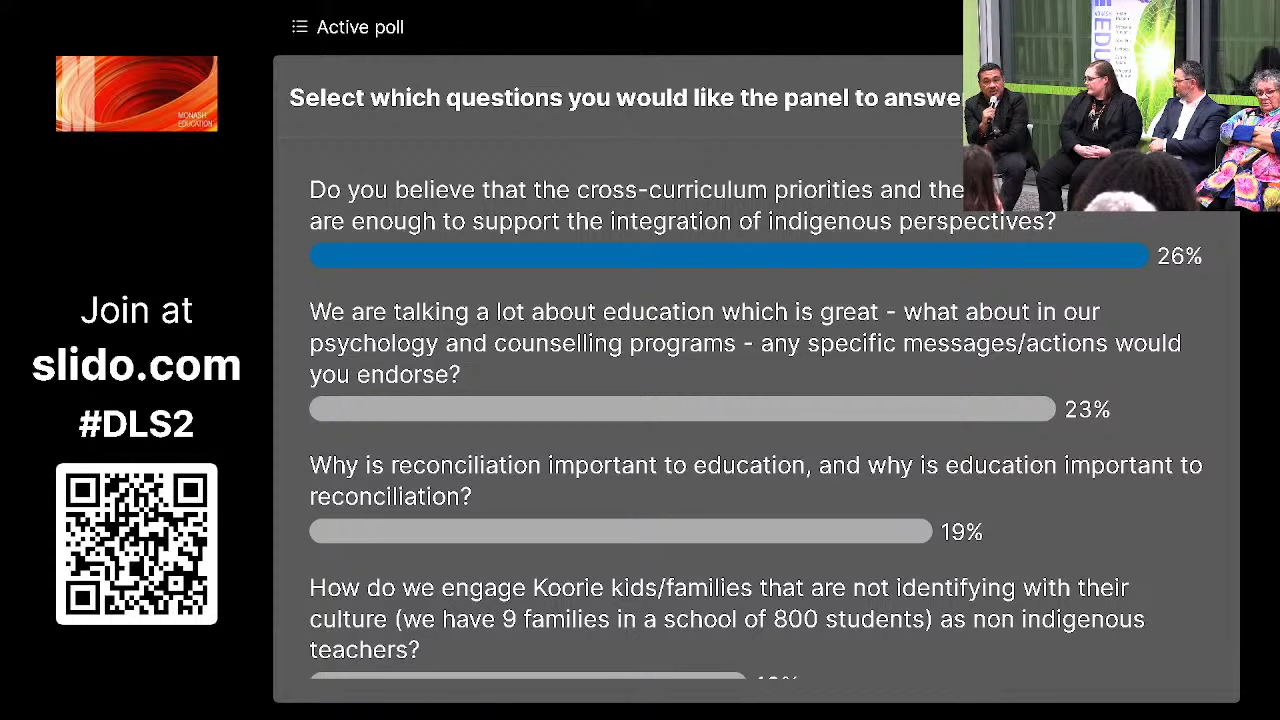 Active poll
Select which questions you would like the panel to answe
MONASH
EDUCATION
Do you believe that the cross-curriculum priorities and the
are enough to support the integration of indigenous perspectives?
26%
We are talking a lot about education which is great - what about in our
psychology and counselling programs - any specific messages/actions would
you endorse?
23%
Join at
slido.com
#DLS2
Why is reconciliation important to education, and why is education important to
reconciliation?
19%
How do we engage Koorie kids/families that are not identifying with their
culture (we have 9 families in a school of 800 students) as non indigenous
teachers?